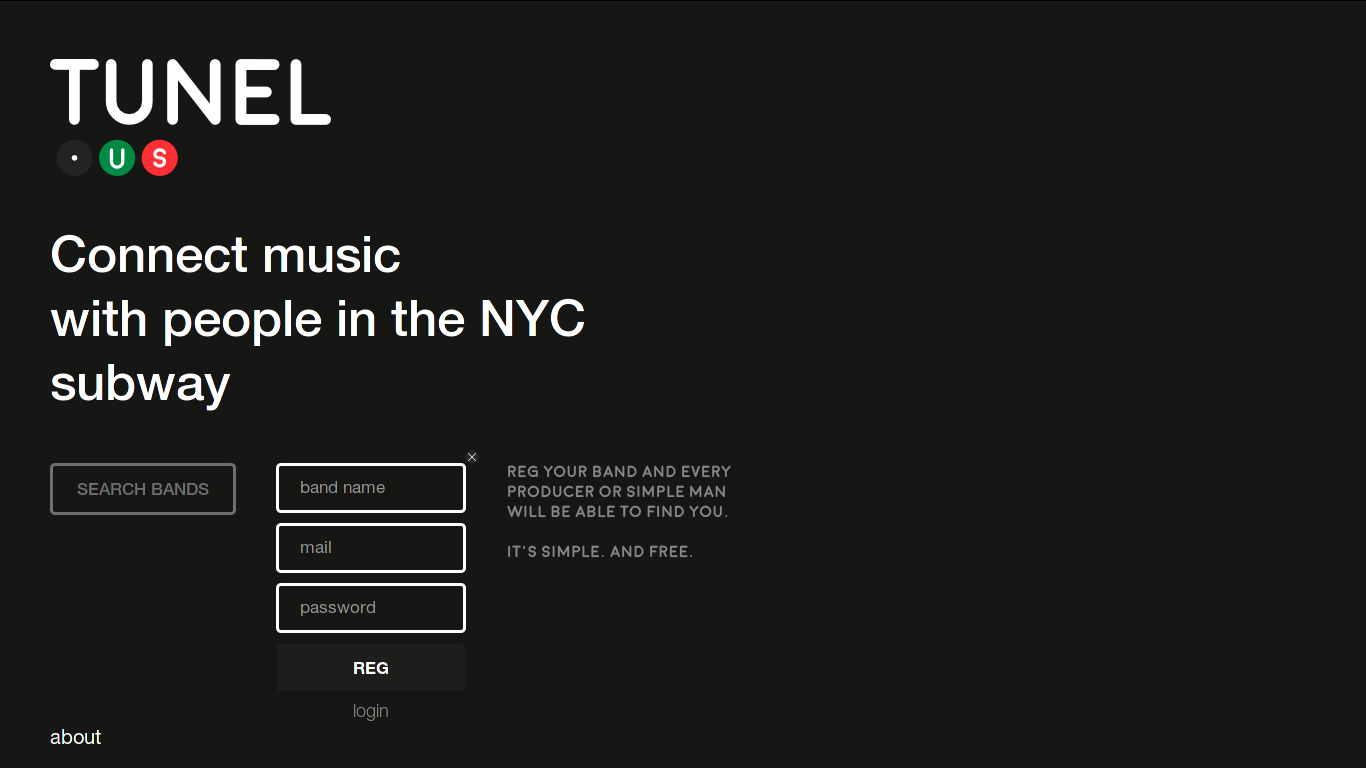 TUNEL
· U S
Connect music
with people in the NYC
subway
SEARCH BANDS
band name
mail
password
REG
login
REG YOUR BAND AND EVERY
PRODUCER OR SIMPLE MAN
WILL BE ABLE TO FIND YOU.
IT'S SIMPLE. AND FREE.
about